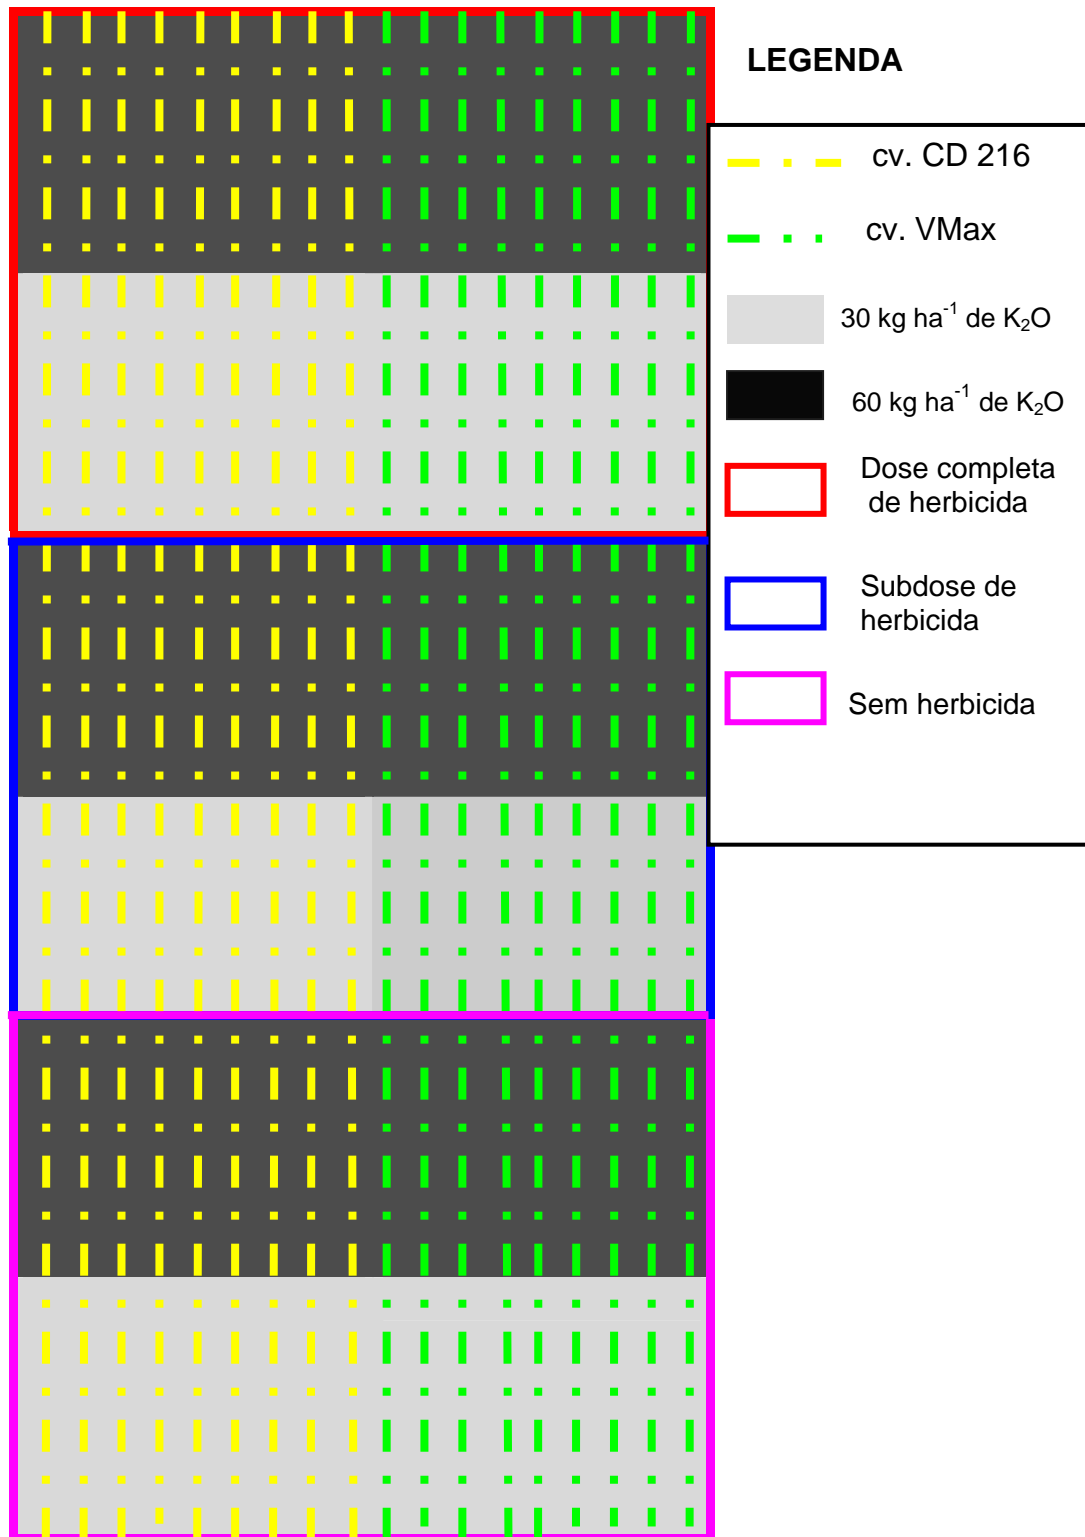 LEGENDA
cv. CD 216
cv. VMax
30 kg ha⁻¹ de K₂O
60 kg ha⁻¹ de K₂O
Dose completa
de herbicida
Subdose de
herbicida
Sem herbicida